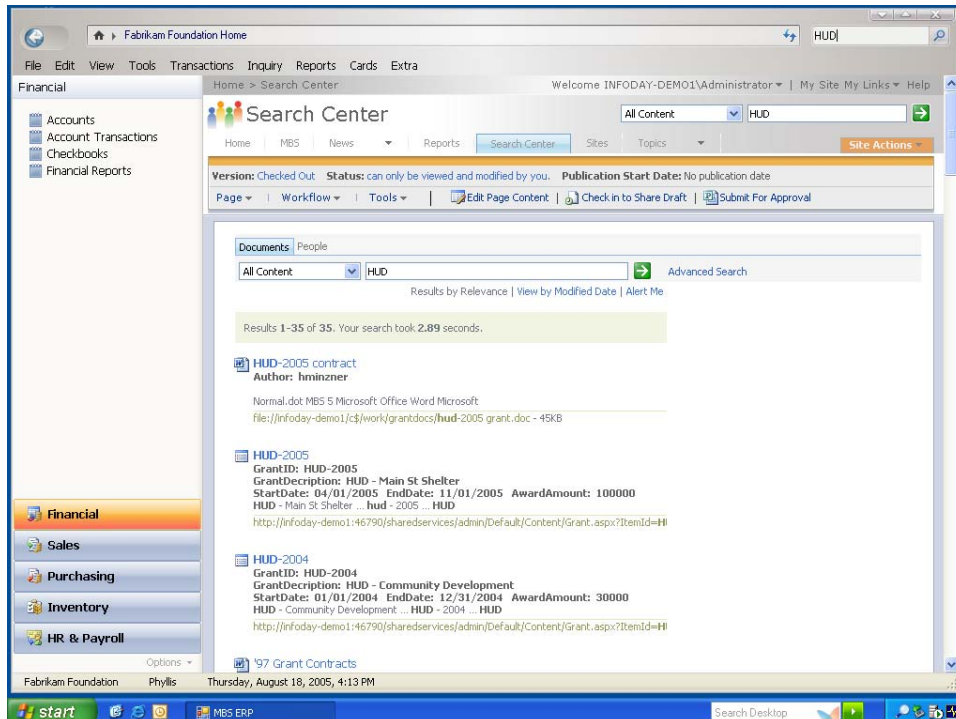 Fabrikam Foundation Home
HUD
File Edit View Tools Transactions Inquiry Reports Cards Extra
Financial
Accounts
Account Transactions
Checkbooks
Financial Reports
Home > Search Center
Welcome INFODAY-DEMO1\Administrator | My Site My Links Help
Search Center
All Content
HUD
Home MBS News Reports Search Center Sites Topics
Site Actions
Version: Checked Out Status: can only be viewed and modified by you. Publication Start Date: No publication date
Page Workflow Tools Edit Page Content | Check in to Share Draft | Submit For Approval
Documents People
All Content
HUD
Advanced Search
Results by Relevance | View by Modified Date | Alert Me
Results 1-35 of 35. Your search took 2.89 seconds.
HUD-2005 contract
Author: hminzner
Normal.dot MBS 5 Microsoft Office Word Microsoft
file://infoday-demo1/c$/work/grantdocs/hud-2005 grant.doc - 45KB
HUD-2005
GrantID: HUD-2005
GrantDecription: HUD - Main St Shelter
StartDate: 04/01/2005 EndDate: 11/01/2005 AwardAmount: 100000
HUD - Main St Shelter ... hud - 2005 ... HUD
http://infoday-demo1:46790/sharedservices/admin/Default/Content/Grant.aspx?ItemId=H
HUD-2004
GrantID: HUD-2004
GrantDecription: HUD - Community Development
StartDate: 01/01/2004 EndDate: 12/31/2004 AwardAmount: 30000
HUD - Community Development ... HUD - 2004 ... HUD
http://infoday-demo1:46790/sharedservices/admin/Default/Content/Grant.aspx?ItemId=H
'97 Grant Contracts
Financial
Sales
Purchasing
Inventory
HR & Payroll
Options
Fabrikam Foundation Phyllis Thursday, August 18, 2005, 4:13 PM
start
MBS ERP
Search Desktop